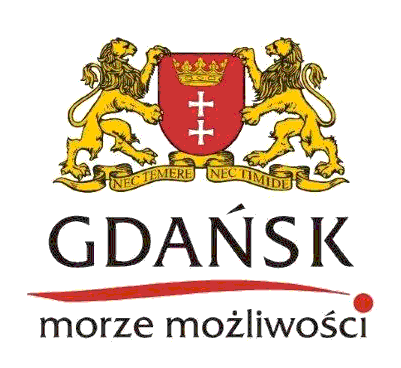 NEC TEMERE NEC TIMIDE
GDAŃSK
morze możliwości